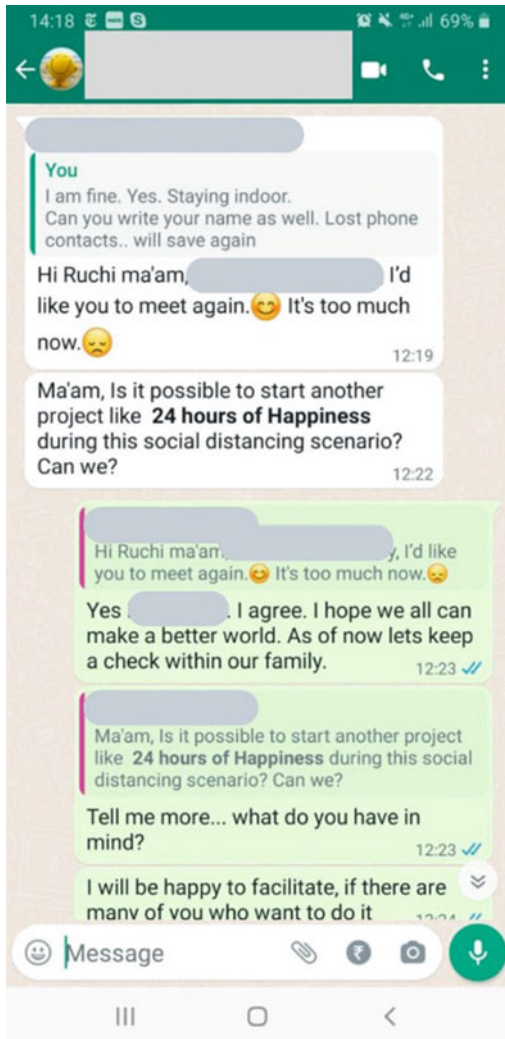 14:18
69%
You
I am fine. Yes. Staying indoor.
Can you write your name as well. Lost phone
contacts.. will save again
Hi Ruchi ma'am, I'd
like you to meet again.😊 It's too much
now.😞
12:19
Ma'am, Is it possible to start another
project like 24 hours of Happiness
during this social distancing scenario?
Can we?
12:22
Hi Ruchi ma'am, y, I'd like
you to meet again.😊 It's too much now.😞
Yes . I agree. I hope we all can
make a better world. As of now lets keep
a check within our family.
12:23
Ma'am, Is it possible to start another project
like 24 hours of Happiness during this social
distancing scenario? Can we?
Tell me more... what do you have in
mind?
12:23
I will be happy to facilitate, if there are
many of you who want to do it
12:24
Message